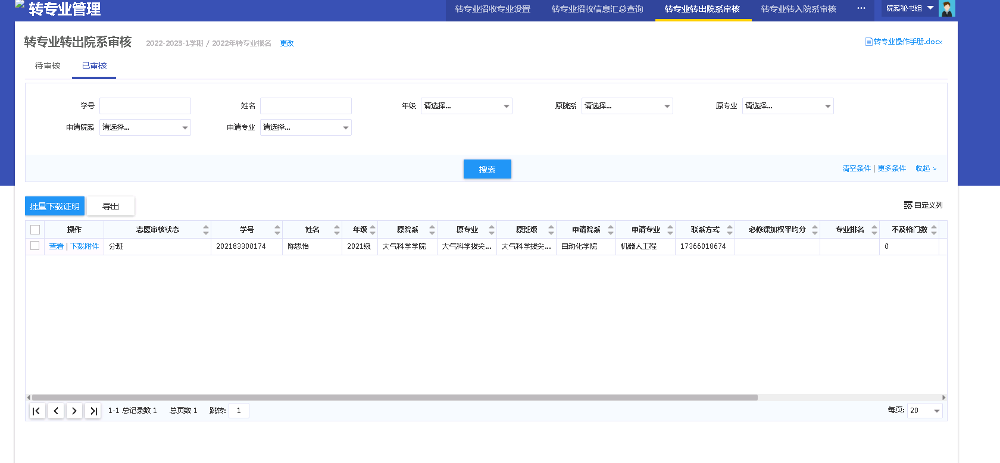 转专业管理
转专业招收专业设置 转专业招收信息汇总查询 转专业转出院系审核 转专业转入院系审核 ··· 院系秘书组
转专业转出院系审核 2022-2023-1学期 / 2022年转专业报名 更改 转专业操作手册.docx
待审核 已审核
学号 姓名 年级 请选择... 原院系 请选择... 原专业 请选择...
申请院系 请选择... 申请专业 请选择...
搜索 清空条件 | 更多条件 收起 >
批量下载证明 导出 自定义列
操作 志愿审核状态 学号 姓名 年级 原院系 原专业 原班级 申请院系 申请专业 联系方式 必修课加权平均分 专业排名 不及格门数
查看 | 下载附件 分班 202183300174 陈思怡 2021级 大气科学学院 大气科学拔尖... 大气科学拔尖... 自动化学院 机器人工程 17366018674 0
1-1 总记录数 1 总页数 1 跳转: 1 每页: 20